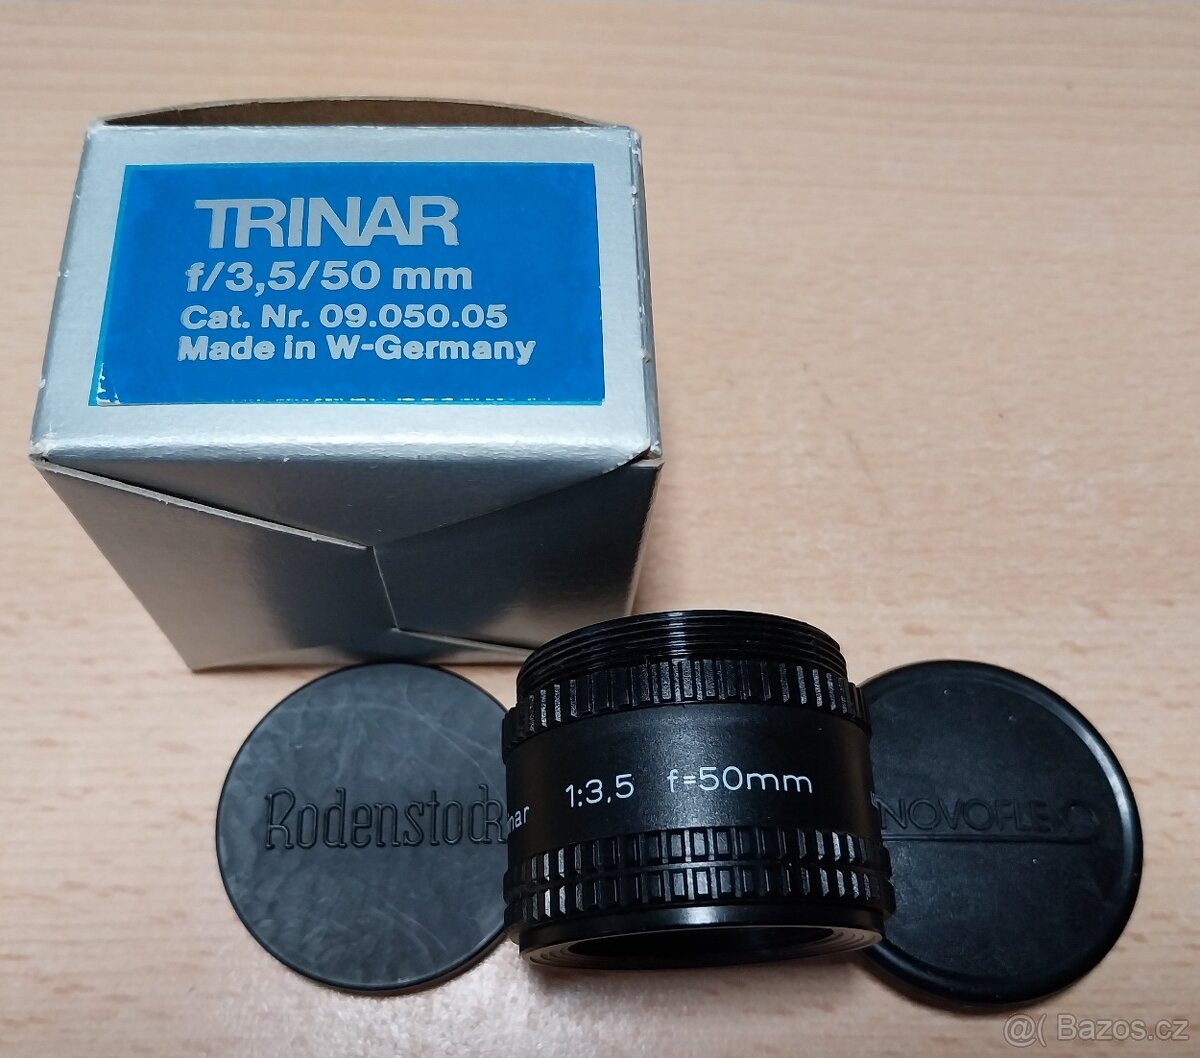 TRINAR
f/3,5/50 mm
Cat. Nr. 09.050.05
Made in W-Germany
1:3,5 f=50mm
Rodenstock
NOVOFLEX
@( Bazos.cz